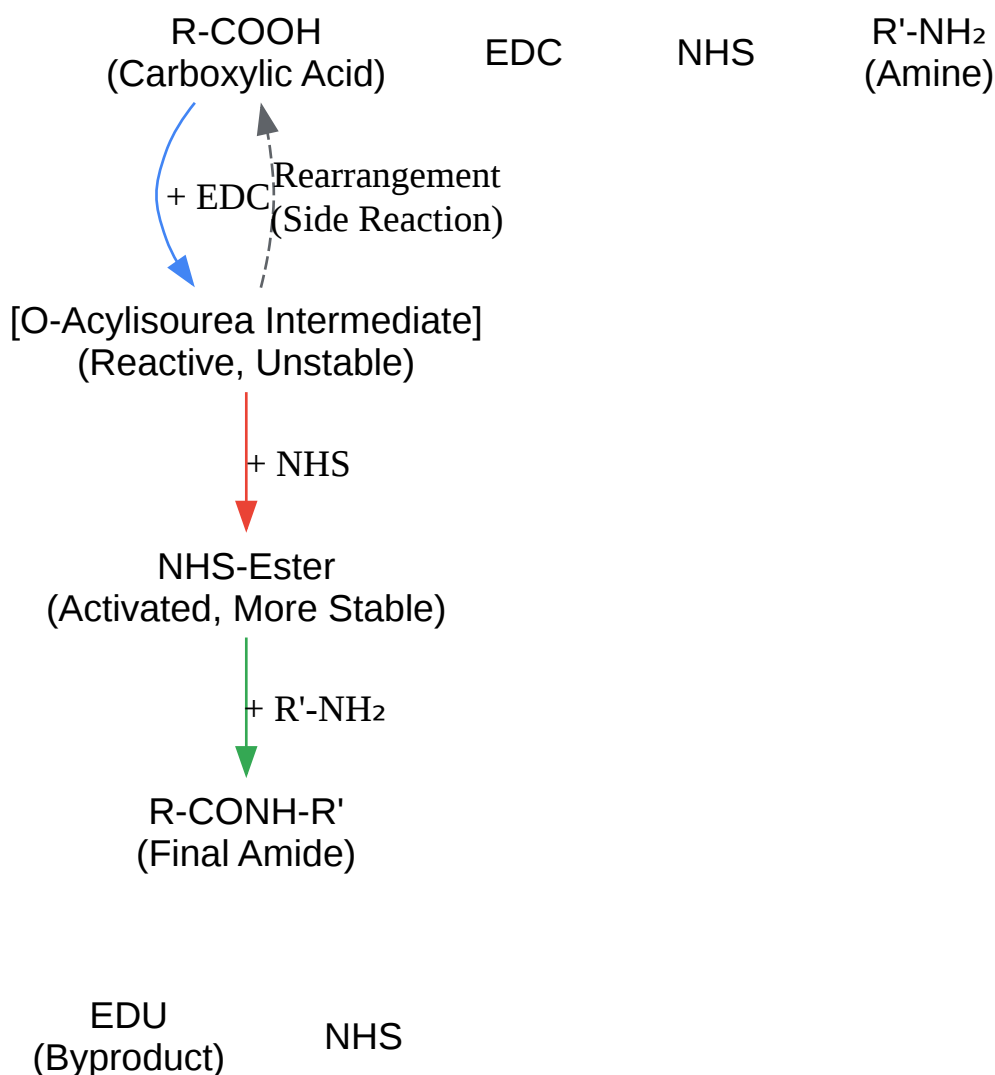 R-COOH
(Carboxylic Acid)
EDC
NHS
R'-NH₂
(Amine)
+ EDC
Rearrangement
(Side Reaction)
[O-Acylisourea Intermediate]
(Reactive, Unstable)
+ NHS
NHS-Ester
(Activated, More Stable)
+ R'-NH₂
R-CONH-R'
(Final Amide)
EDU
(Byproduct)
NHS